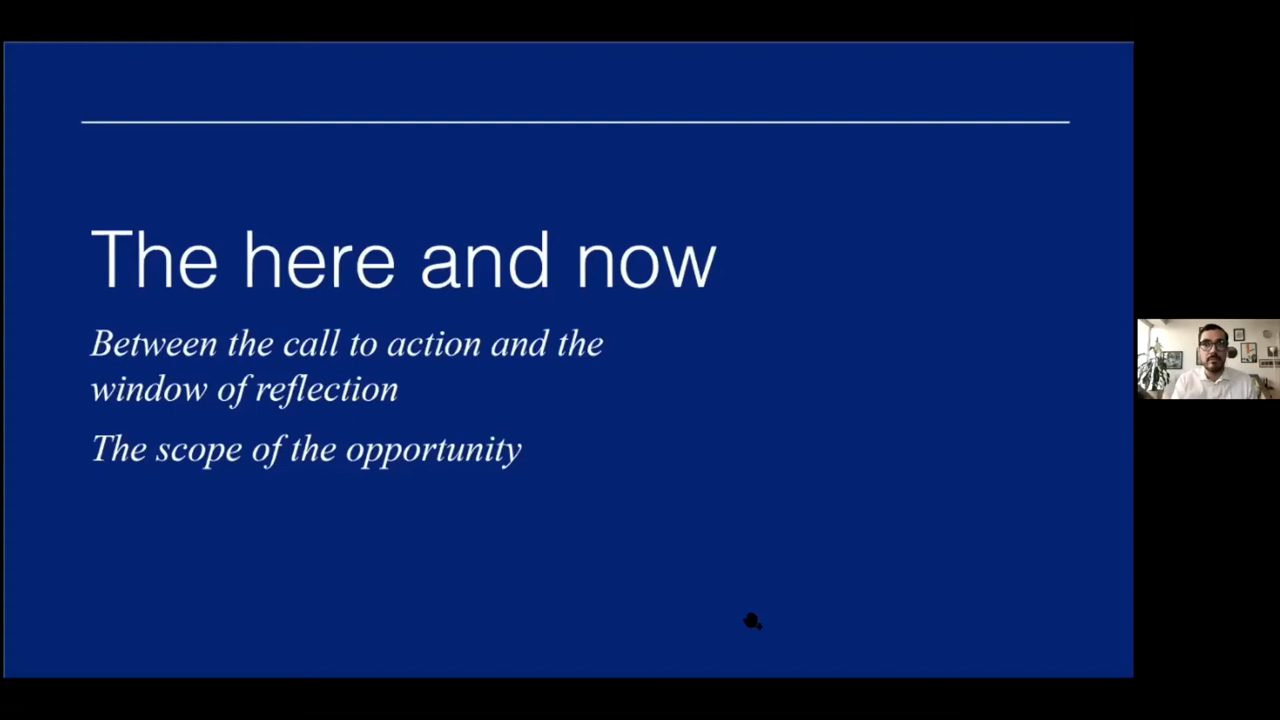 The here and now
Between the call to action and the
window of reflection
The scope of the opportunity